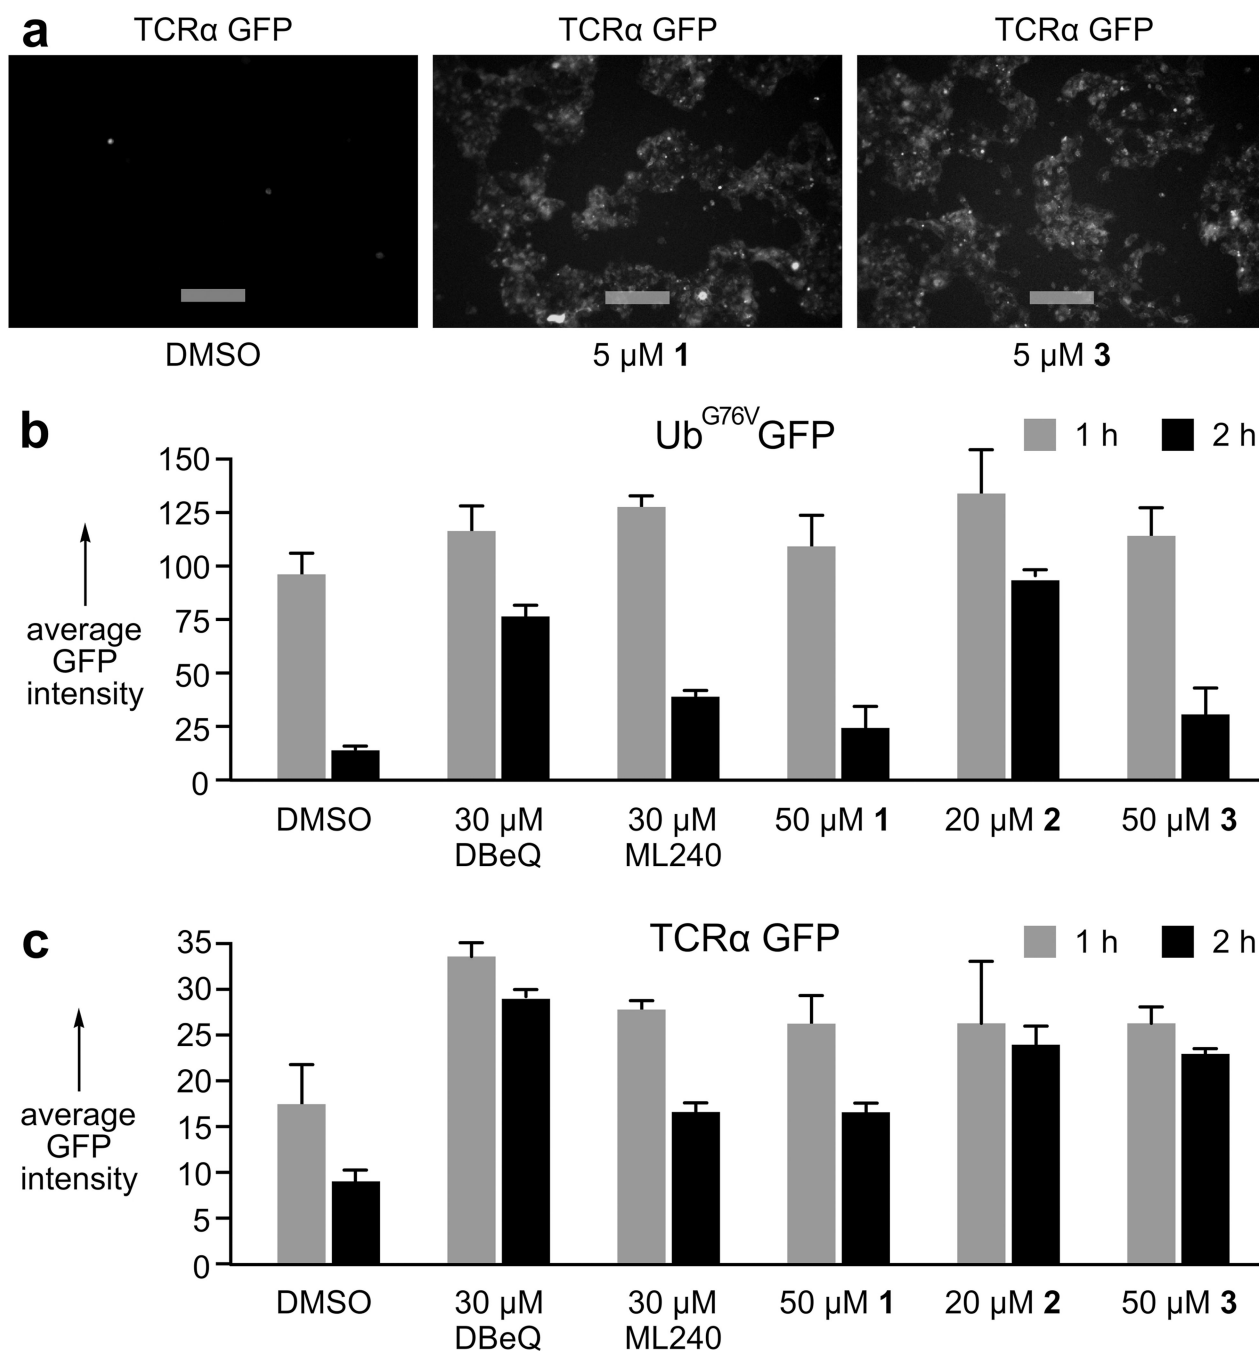 a
TCRα GFP
TCRα GFP
TCRα GFP
DMSO
5 µM 1
5 µM 3
b
UbG76VGFP
1 h
2 h
150
125
100
75
50
25
0
average
GFP
intensity
DMSO
30 µM
DBeQ
30 µM
ML240
50 µM 1
20 µM 2
50 µM 3
c
TCRα GFP
1 h
2 h
35
30
25
20
15
10
5
0
average
GFP
intensity
DMSO
30 µM
DBeQ
30 µM
ML240
50 µM 1
20 µM 2
50 µM 3